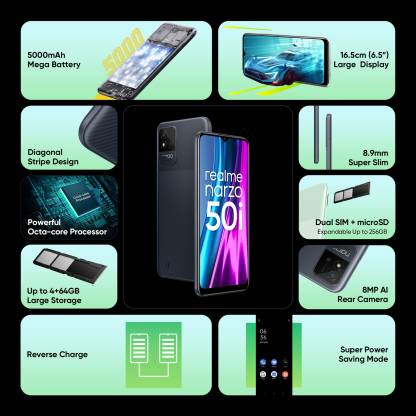 5000mAh
Mega Battery
5000
16.5cm (6.5")
Large Display
Diagonal
Stripe Design
realme
narzo
50i
8.9mm
Super Slim
Powerful
Octa-core Processor
Dual SIM + microSD
Expandable Up to 256GB
Up to 4+64GB
Large Storage
8MP AI
Rear Camera
Reverse Charge
06
36
Super Power
Saving Mode